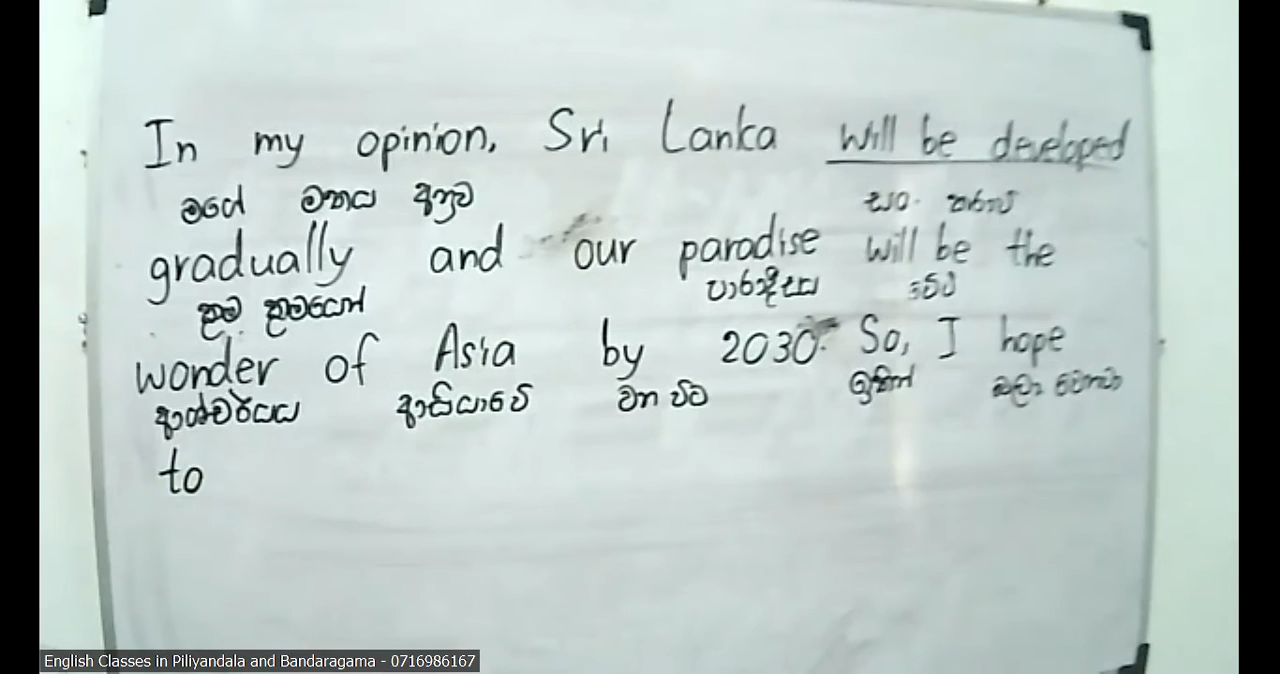 In my opinion, Sri Lanka will be developed
මගේ මතය අනුව සං. කරාවි
gradually and our paradise will be the
ක්‍රම ක්‍රමයෙන් පාරාදීසය වේවි
wonder of Asia by 2030. So, I hope
ආශ්චර්යය ආසියාවේ වන විට ඉතින්
to
English Classes in Piliyandala and Bandaragama - 0716986167